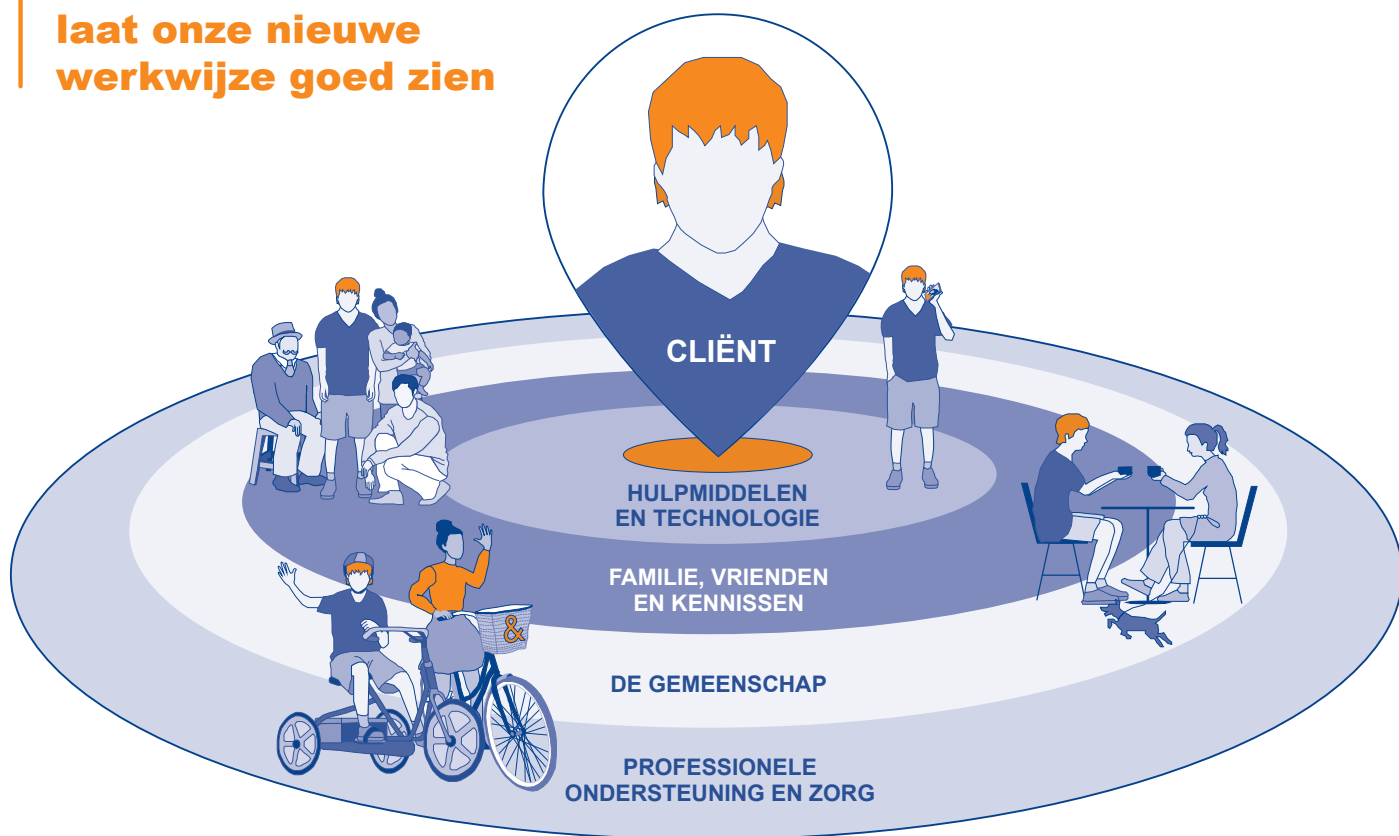 laat onze nieuwe
werkwijze goed zien
CLIËNT
HULPMIDDELEN
EN TECHNOLOGIE
FAMILIE, VRIENDEN
EN KENNISSEN
&
DE GEMEENSCHAP
PROFESSIONELE
ONDERSTEUNING EN ZORG